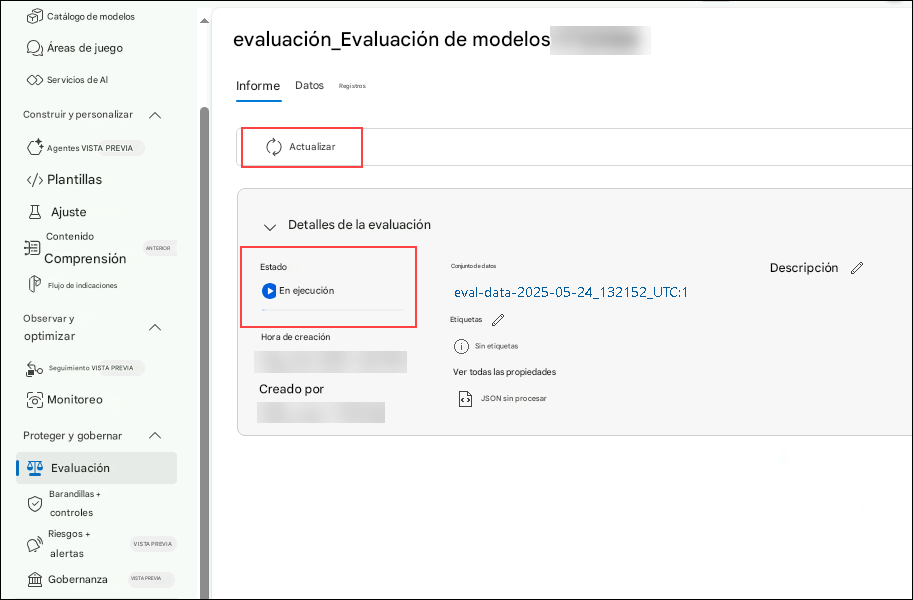 Catálogo de modelos
Áreas de juego
Servicios de AI
Construir y personalizar
Agentes VISTA PREVIA
Plantillas
Ajuste
Contenido
Comprensión
ANTERIOR
Flujo de indicaciones
Observar y
optimizar
Seguimiento VISTA PREVIA
Monitoreo
Proteger y gobernar
Evaluación
Barandillas +
controles
Riesgos +
alertas
VISTA PREVIA
Gobernanza
VISTA PREVIA
evaluación_Evaluación de modelos
Informe
Datos
Registros
Actualizar
Detalles de la evaluación
Estado
En ejecución
Hora de creación
Creado por
Conjunto de datos
eval-data-2025-05-24_132152_UTC:1
Etiquetas
Sin etiquetas
Ver todas las propiedades
JSON sin procesar
Descripción